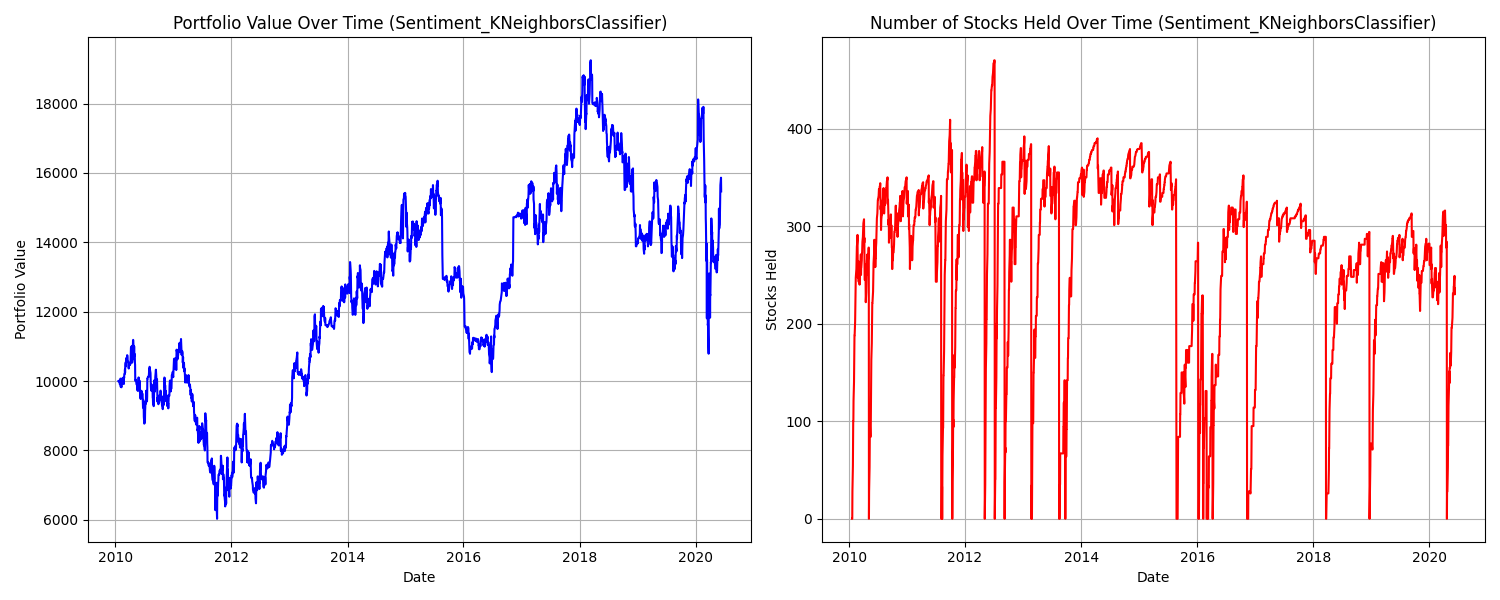 Portfolio Value Over Time (Sentiment_KNeighborsClassifier)
Portfolio Value
18000
16000
14000
12000
10000
8000
6000
2010 2012 2014 2016 2018 2020
Date
Number of Stocks Held Over Time (Sentiment_KNeighborsClassifier)
Stocks Held
400
300
200
100
0
2010 2012 2014 2016 2018 2020
Date